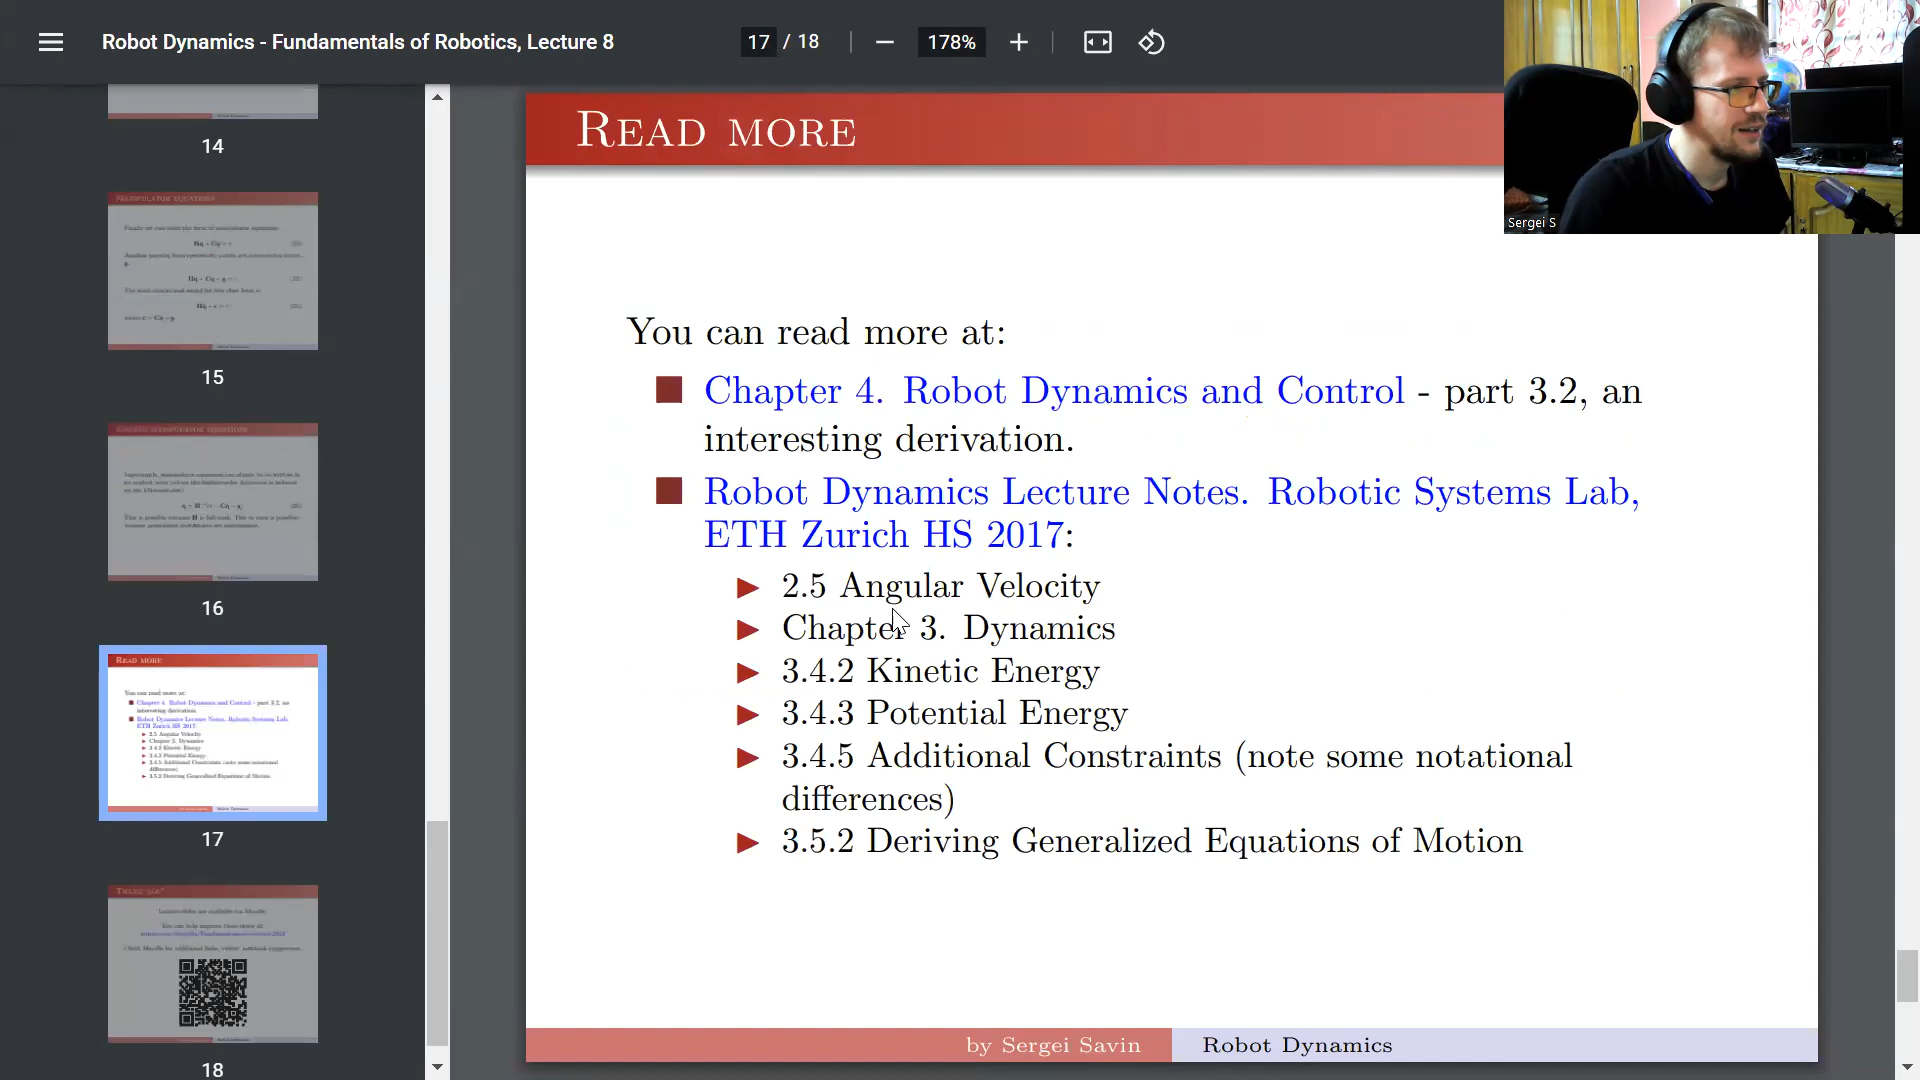 Robot Dynamics - Fundamentals of Robotics, Lecture 8
17 / 18
178%
Sergei S
14
15
16
17
18
READ MORE
You can read more at:
Chapter 4. Robot Dynamics and Control - part 3.2, an
interesting derivation.
Robot Dynamics Lecture Notes. Robotic Systems Lab,
ETH Zurich HS 2017:
2.5 Angular Velocity
Chapter 3. Dynamics
3.4.2 Kinetic Energy
3.4.3 Potential Energy
3.4.5 Additional Constraints (note some notational
differences)
3.5.2 Deriving Generalized Equations of Motion
by Sergei Savin
Robot Dynamics